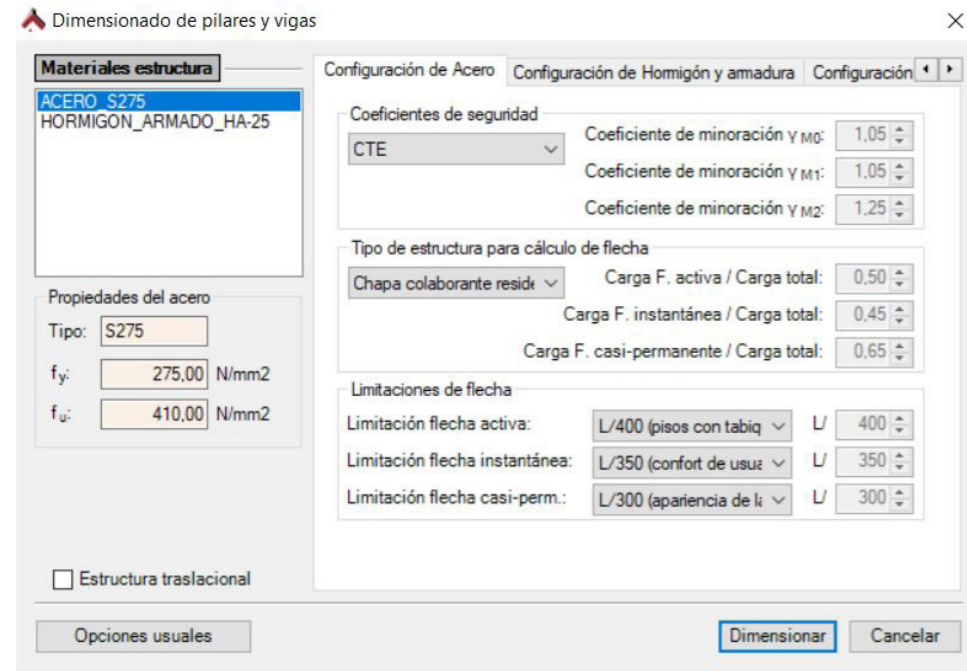 Dimensionado de pilares y vigas
Materiales estructura
ACERO_S275
HORMIGON_ARMADO_HA-25
Propiedades del acero
Tipo: S275
fy: 275,00 N/mm2
fu: 410,00 N/mm2
Estructura traslacional
Configuración de Acero Configuración de Hormigón y armadura Configuración
Coeficientes de seguridad
CTE
Coeficiente de minoración γ M0: 1,05
Coeficiente de minoración γ M1: 1,05
Coeficiente de minoración γ M2: 1,25
Tipo de estructura para cálculo de flecha
Chapa colaborante reside
Carga F. activa / Carga total: 0,50
Carga F. instantánea / Carga total: 0,45
Carga F. casi-permanente / Carga total: 0,65
Limitaciones de flecha
Limitación flecha activa: L/400 (pisos con tabiq L/ 400
Limitación flecha instantánea: L/350 (confort de usua L/ 350
Limitación flecha casi-perm.: L/300 (apariencia de la L/ 300
Opciones usuales Dimensionar Cancelar